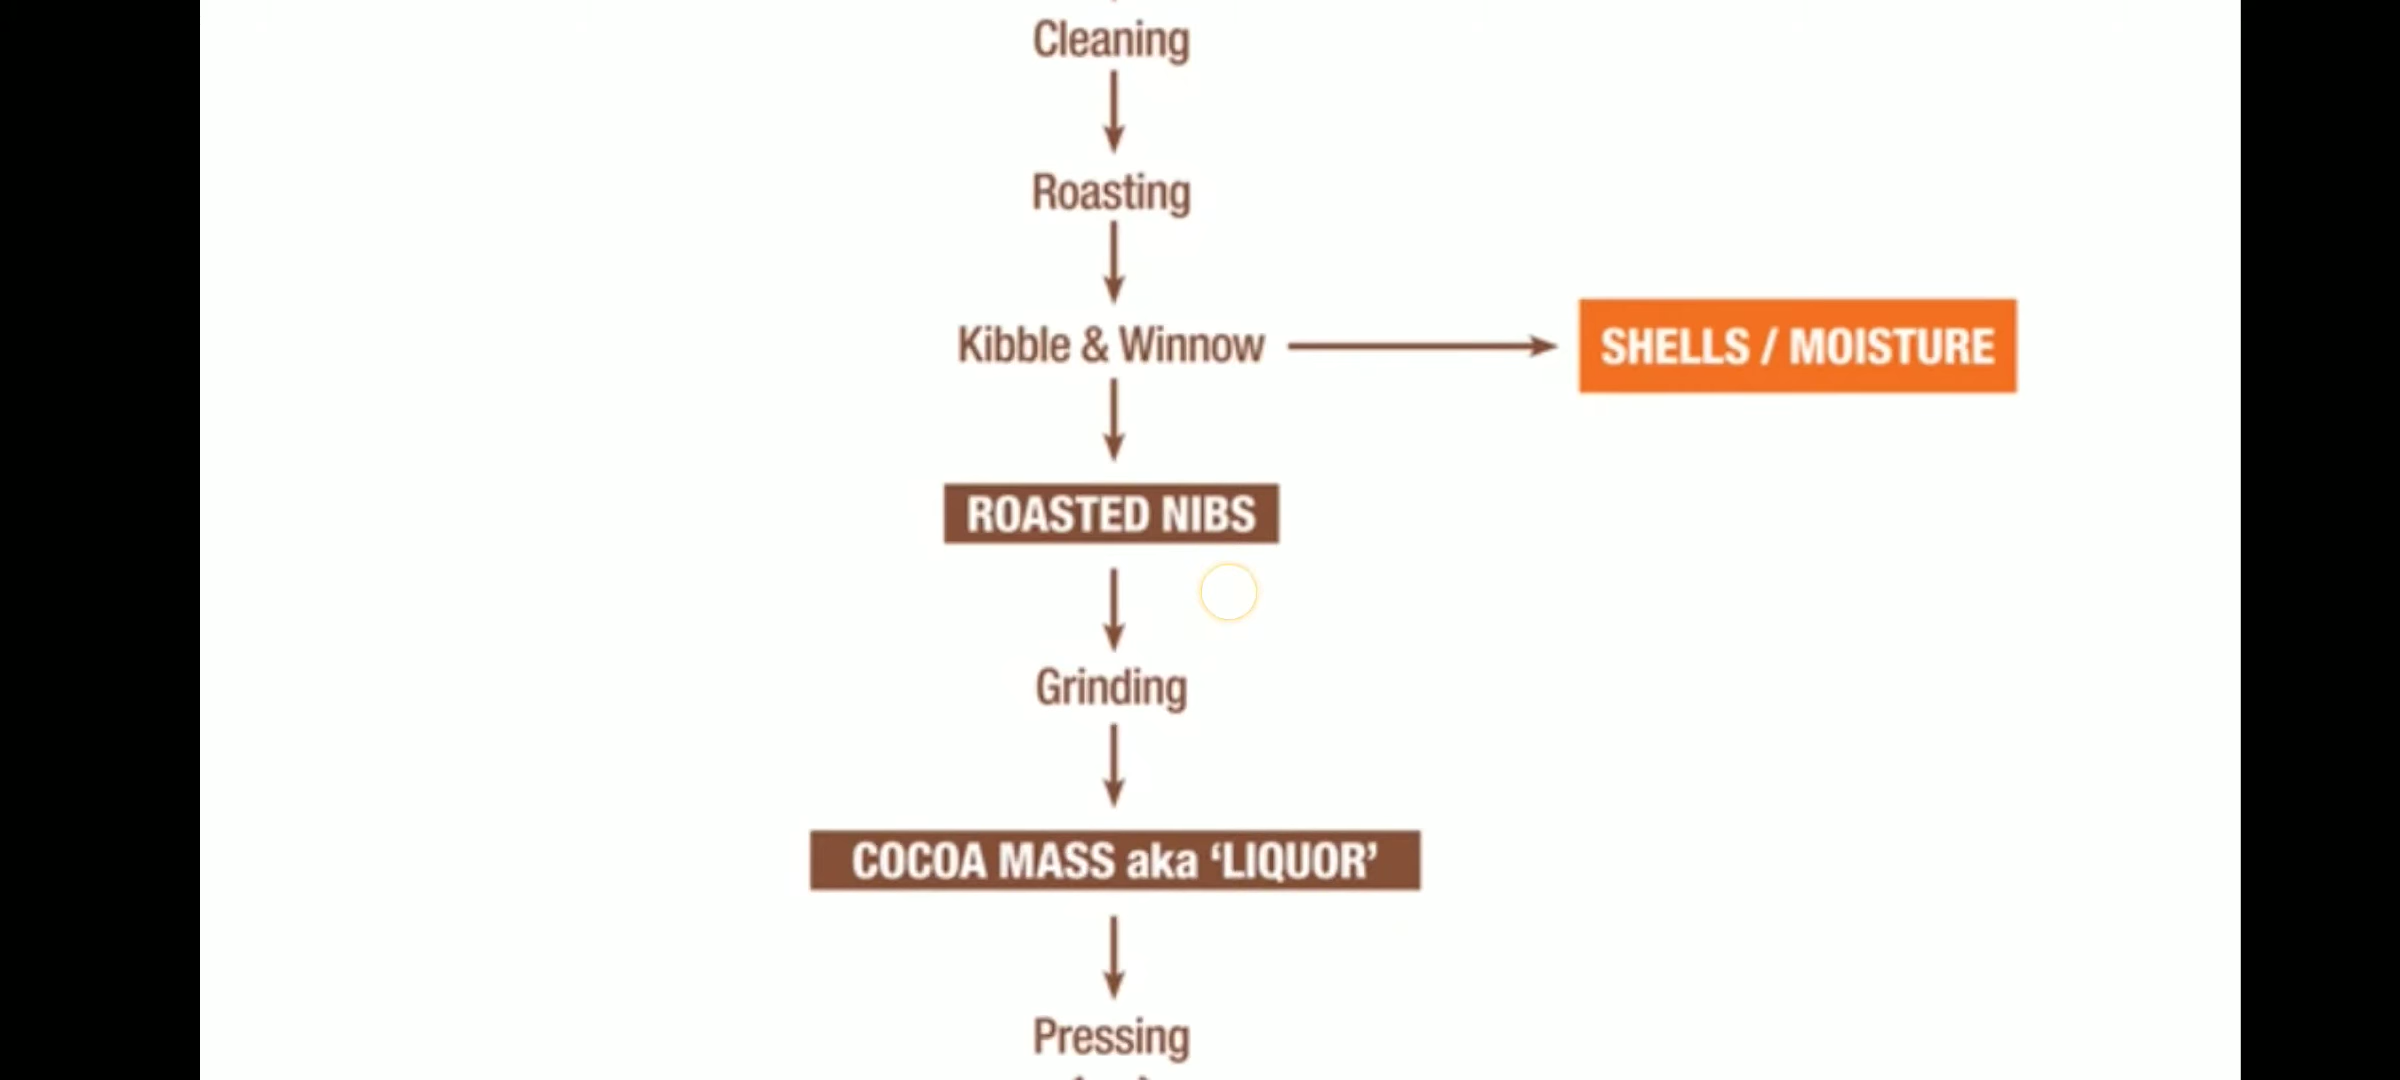 Cleaning
Roasting
Kibble & Winnow
SHELLS / MOISTURE
ROASTED NIBS
Grinding
COCOA MASS aka ‘LIQUOR’
Pressing